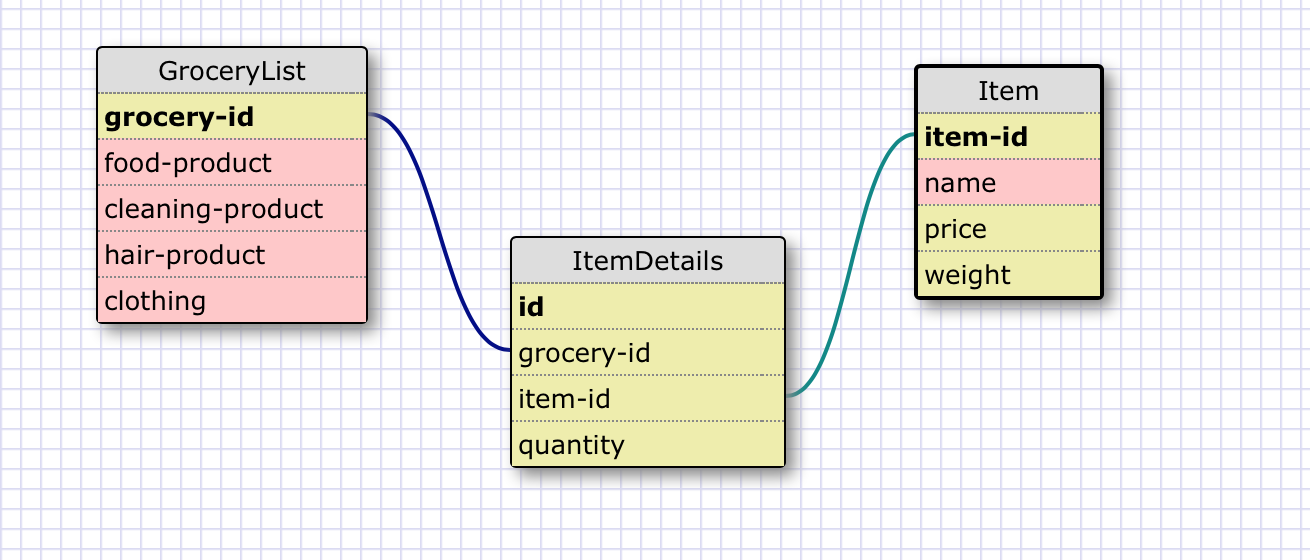 GroceryList
grocery-id
food-product
cleaning-product
hair-product
clothing
ItemDetails
id
grocery-id
item-id
quantity
Item
item-id
name
price
weight